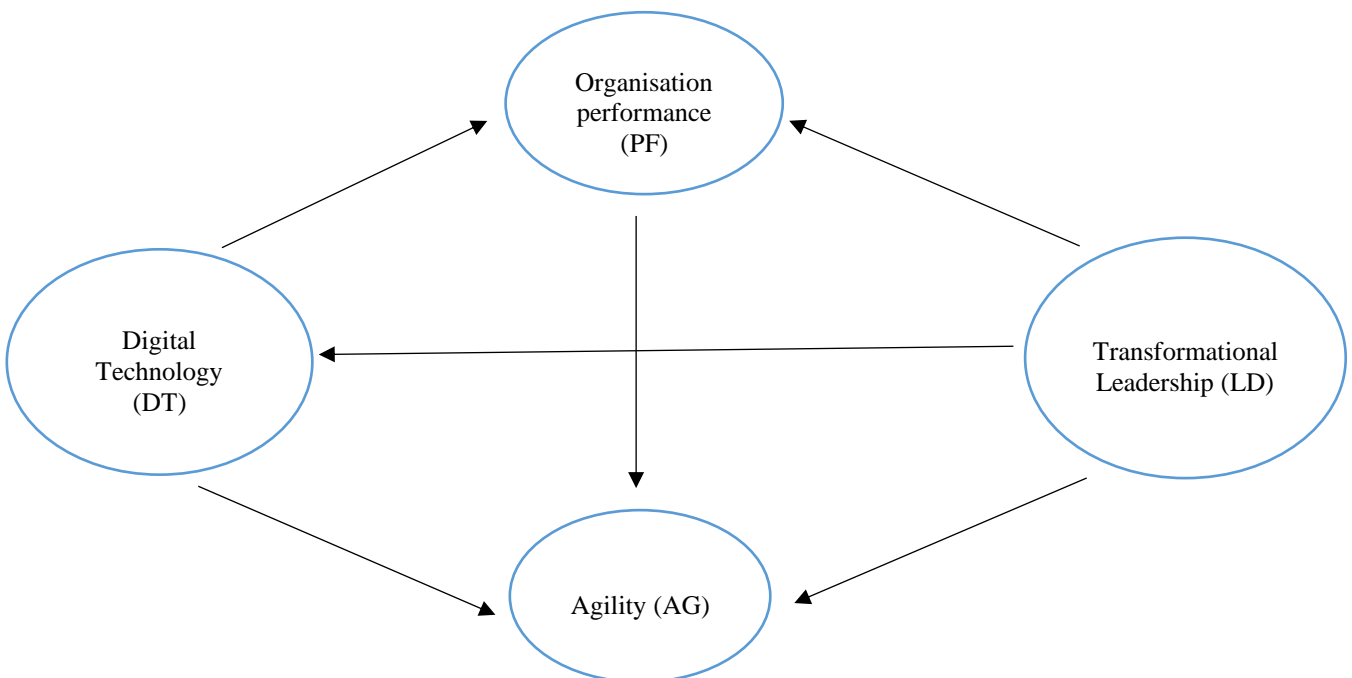 Organisation
performance
(PF)
Digital
Technology
(DT)
Transformational
Leadership (LD)
Agility (AG)